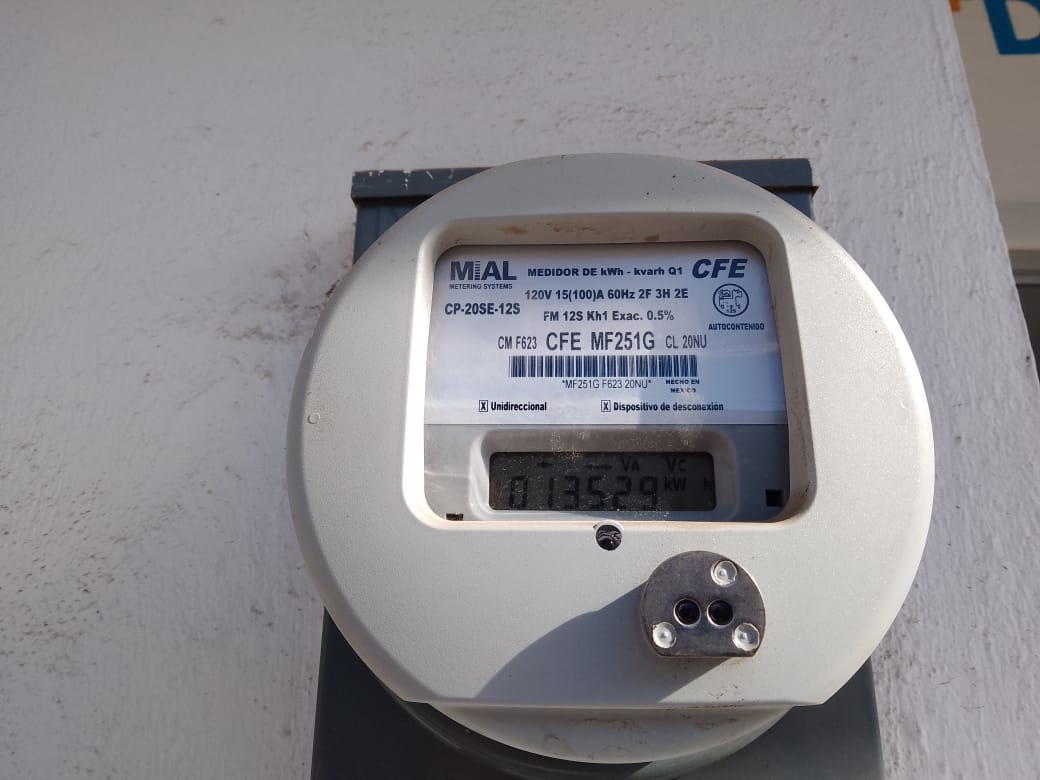 MIAL MEDIDOR DE kWh - kvarh Q1 CFE
METERING SYSTEMS
120V 15(100)A 60Hz 2F 3H 2E
CP-20SE-12S
FM 12S Kh1 Exac. 0.5%
12S
AUTOCONTENIDO
CM F623 CFE MF251G CL 20NU
*MF251G F623 20NU* HECHO EN
MEXICO
X Unidireccional X Dispositivo de desconaxión
VA VC
013529 kW h
D